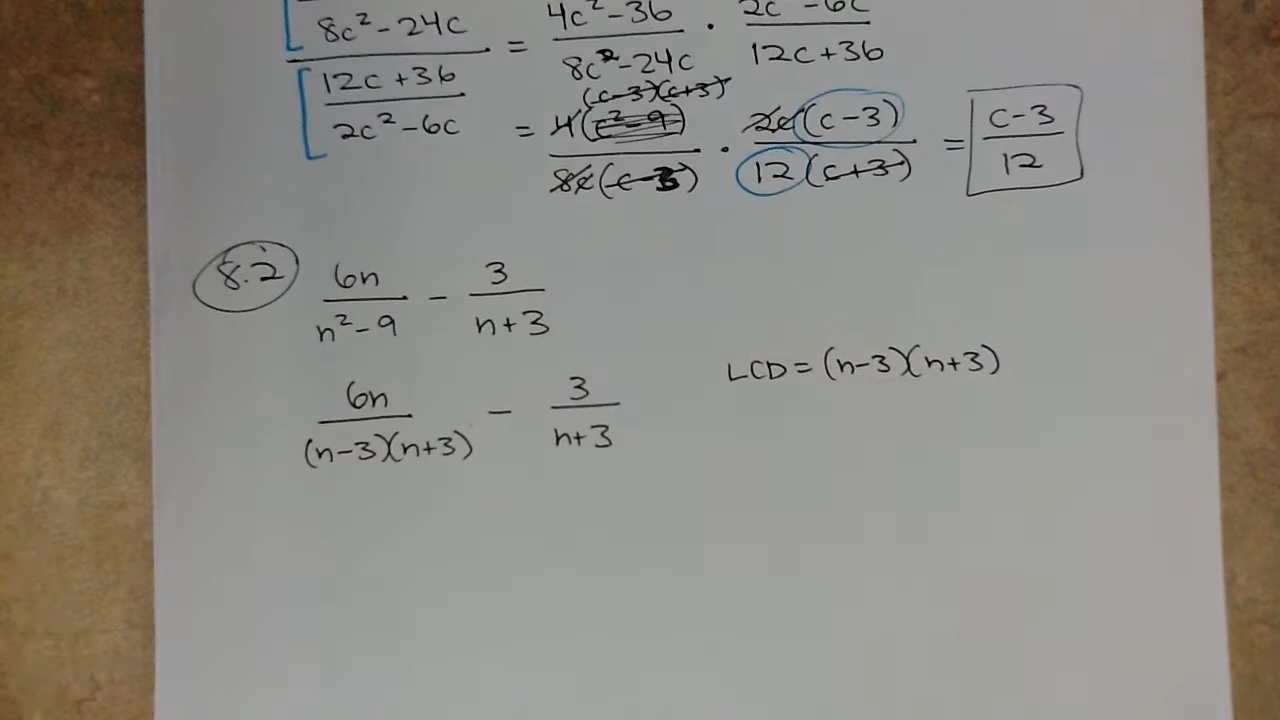 8c² - 24c / 12c + 36 / 2c² - 6c = 4c² - 36 / 8c² - 24c · 2c² - 6c / 12c + 36
= 4(c² - 9) (c-3)(c+3) / 8c(c-3) · 2c(c-3) / 12(c+3) = c-3 / 12
8.2 6n / n² - 9 - 3 / n+3
LCD = (n-3)(n+3)
6n / (n-3)(n+3) - 3 / n+3